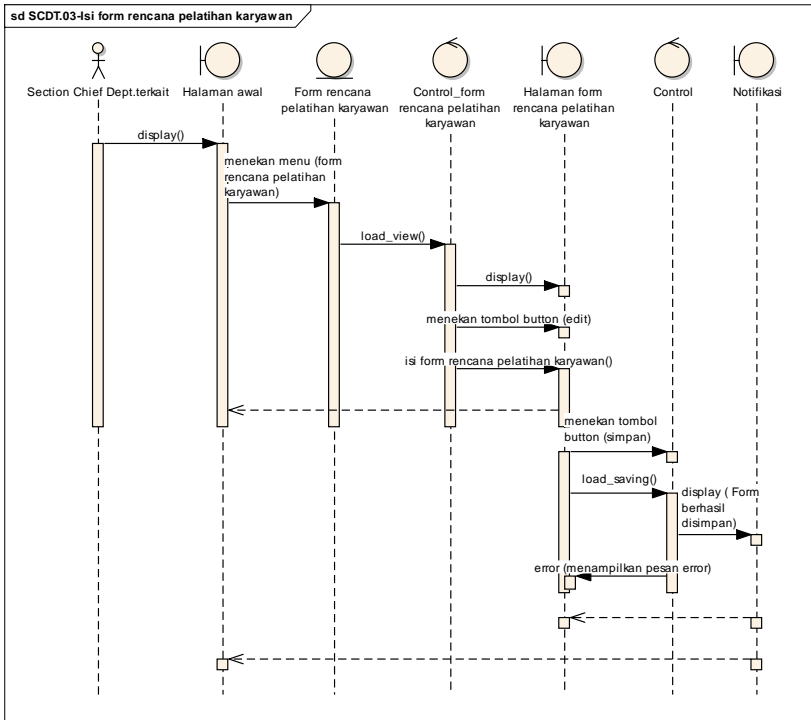 sd SCDT.03-Isi form rencana pelatihan karyawan
Section Chief Dept.terkait
Halaman awal
Form rencana
pelatihan karyawan
Control_form
rencana pelatihan
karyawan
Halaman form
rencana pelatihan
karyawan
Control
Notifikasi
display()
menekan menu (form
rencana pelatihan
karyawan)
load_view()
display()
menekan tombol button (edit)
isi form rencana pelatihan karyawan()
menekan tombol
button (simpan)
load_saving()
display ( Form
berhasil
disimpan)
error (menampilkan pesan error)